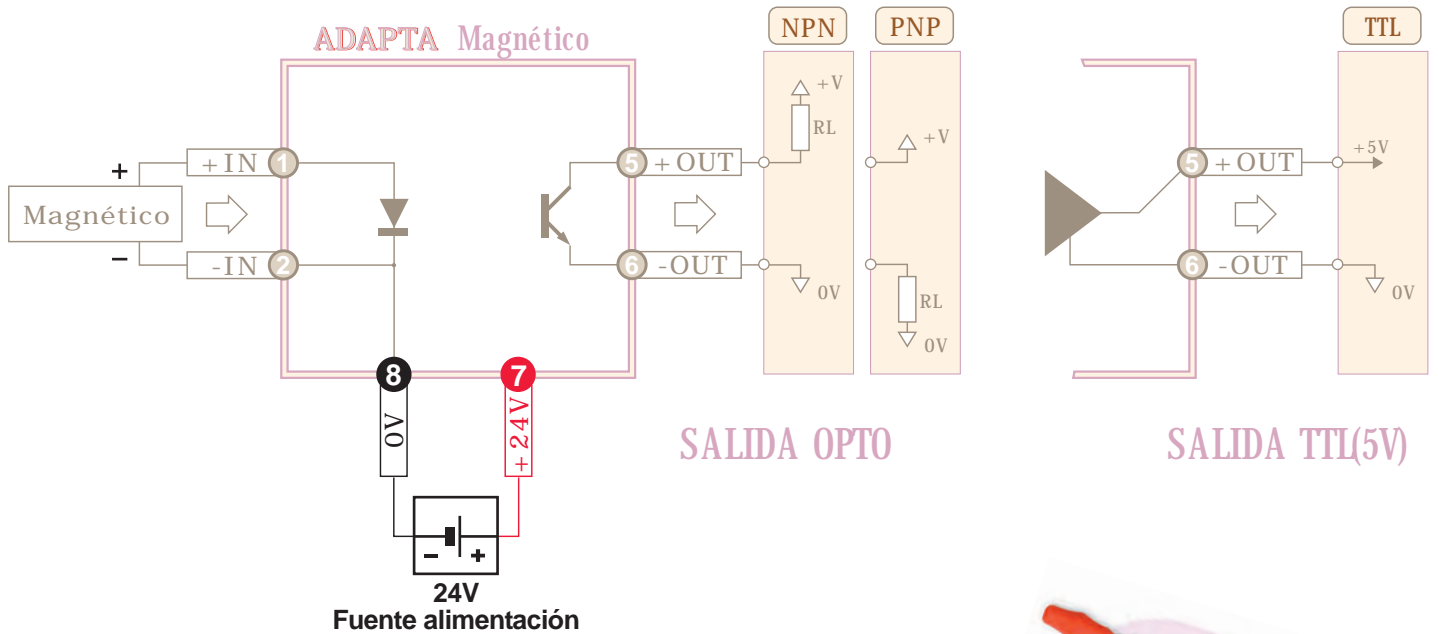 ADAPTA Magnético
NPN
PNP
TTL
+V
RL
+V
+5V
+IN
1
5
+OUT
5
+OUT
+
Magnético
−
-IN
2
6
-OUT
0V
RL
0V
6
-OUT
0V
8
7
0V
+24V
SALIDA OPTO
SALIDA TTL(5V)
− +
24V
Fuente alimentación